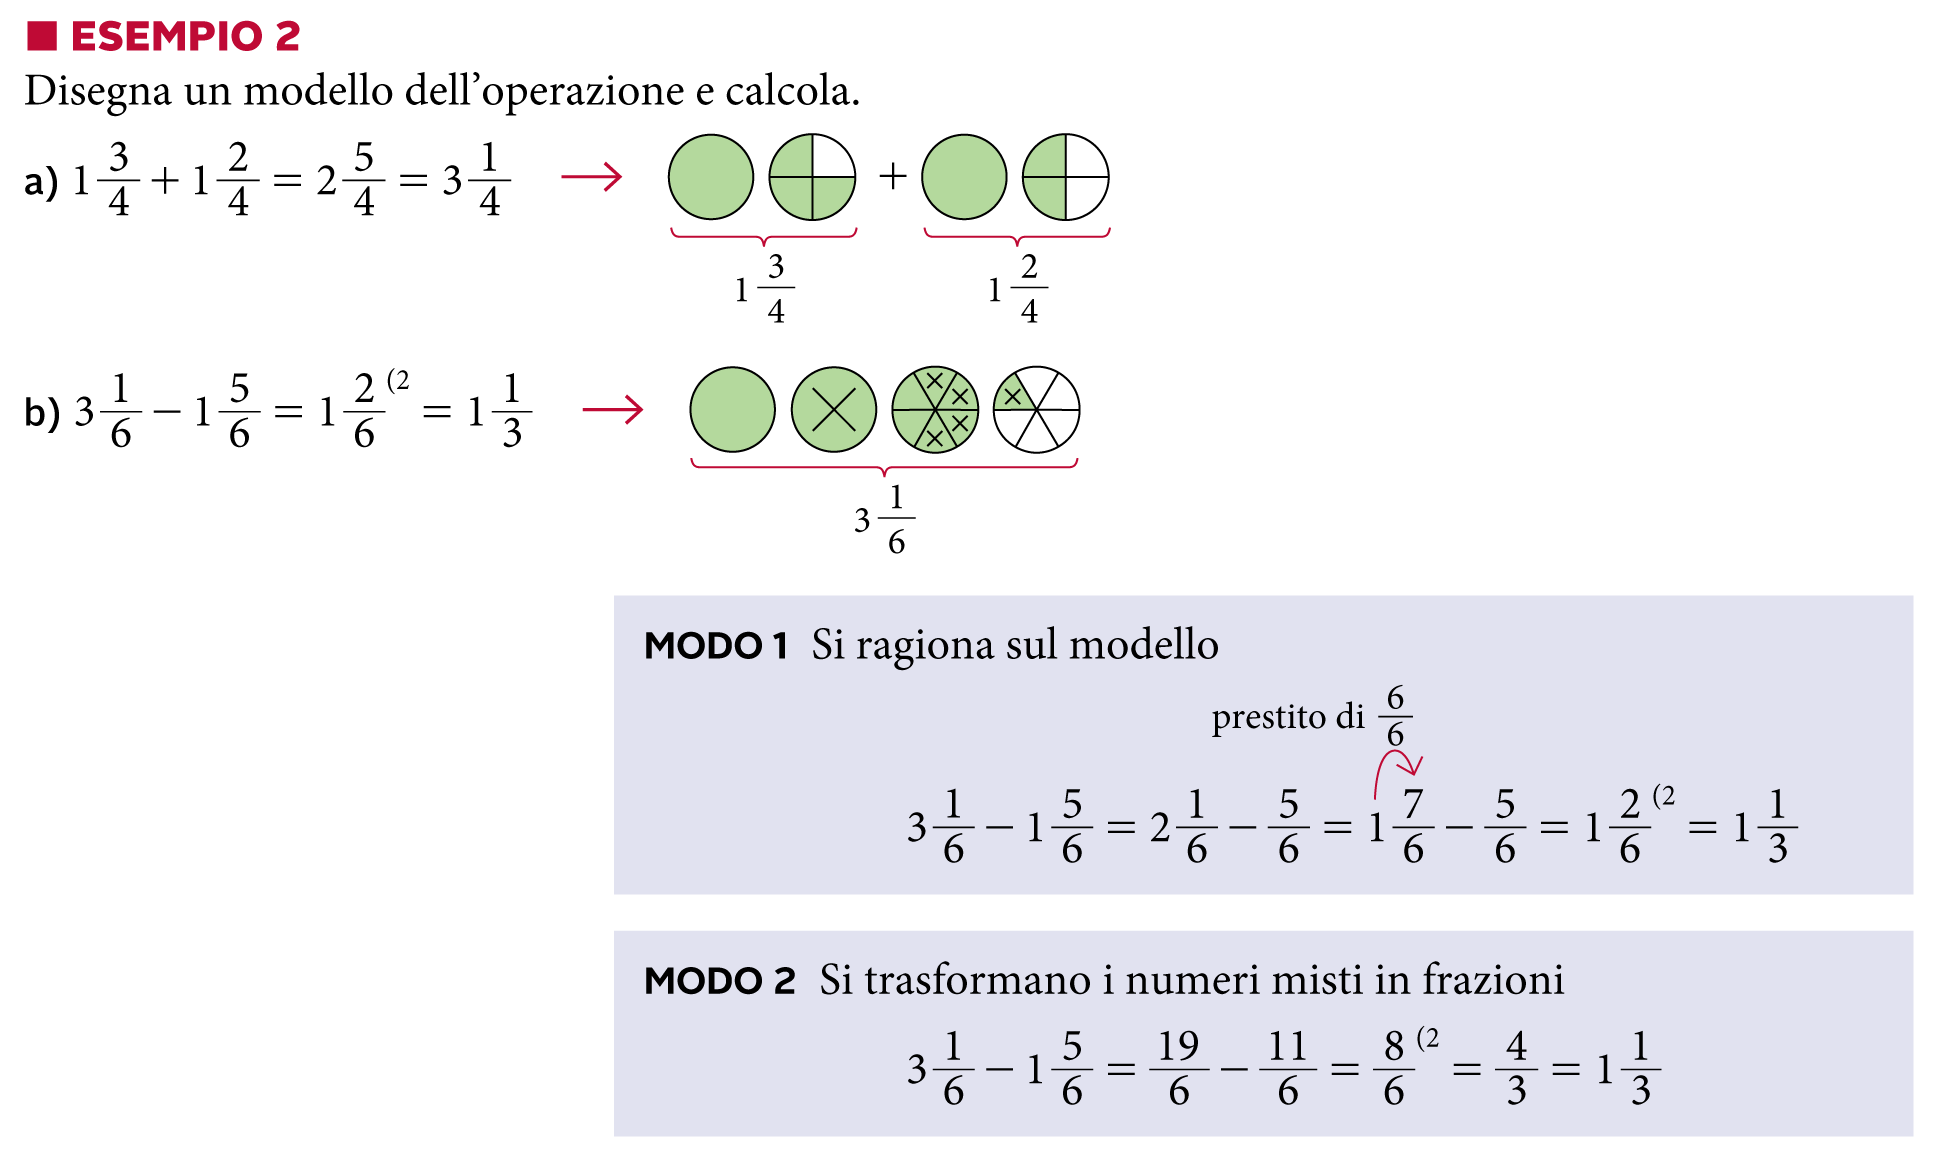 ESEMPIO 2
Disegna un modello dell’operazione e calcola.
a) 1 3/4 + 1 2/4 = 2 5/4 = 3 1/4 → +
1 3/4 1 2/4
b) 3 1/6 − 1 5/6 = 1 2/6 (2 = 1 1/3 →
3 1/6
MODO 1 Si ragiona sul modello
prestito di 6/6
3 1/6 − 1 5/6 = 2 1/6 − 5/6 = 1 7/6 − 5/6 = 1 2/6 (2 = 1 1/3
MODO 2 Si trasformano i numeri misti in frazioni
3 1/6 − 1 5/6 = 19/6 − 11/6 = 8/6 (2 = 4/3 = 1 1/3